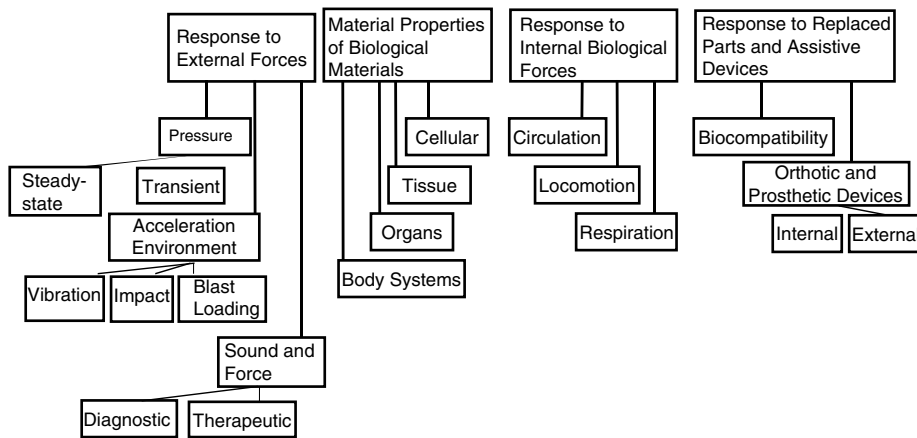 Response to
External Forces
Material Properties
of Biological
Materials
Response to
Internal Biological
Forces
Response to Replaced
Parts and Assistive
Devices
Pressure
Cellular
Circulation
Biocompatibility
Steady-
state
Transient
Tissue
Locomotion
Orthotic and
Prosthetic Devices
Acceleration
Environment
Organs
Respiration
Internal
External
Vibration
Impact
Blast
Loading
Body Systems
Sound and
Force
Diagnostic
Therapeutic